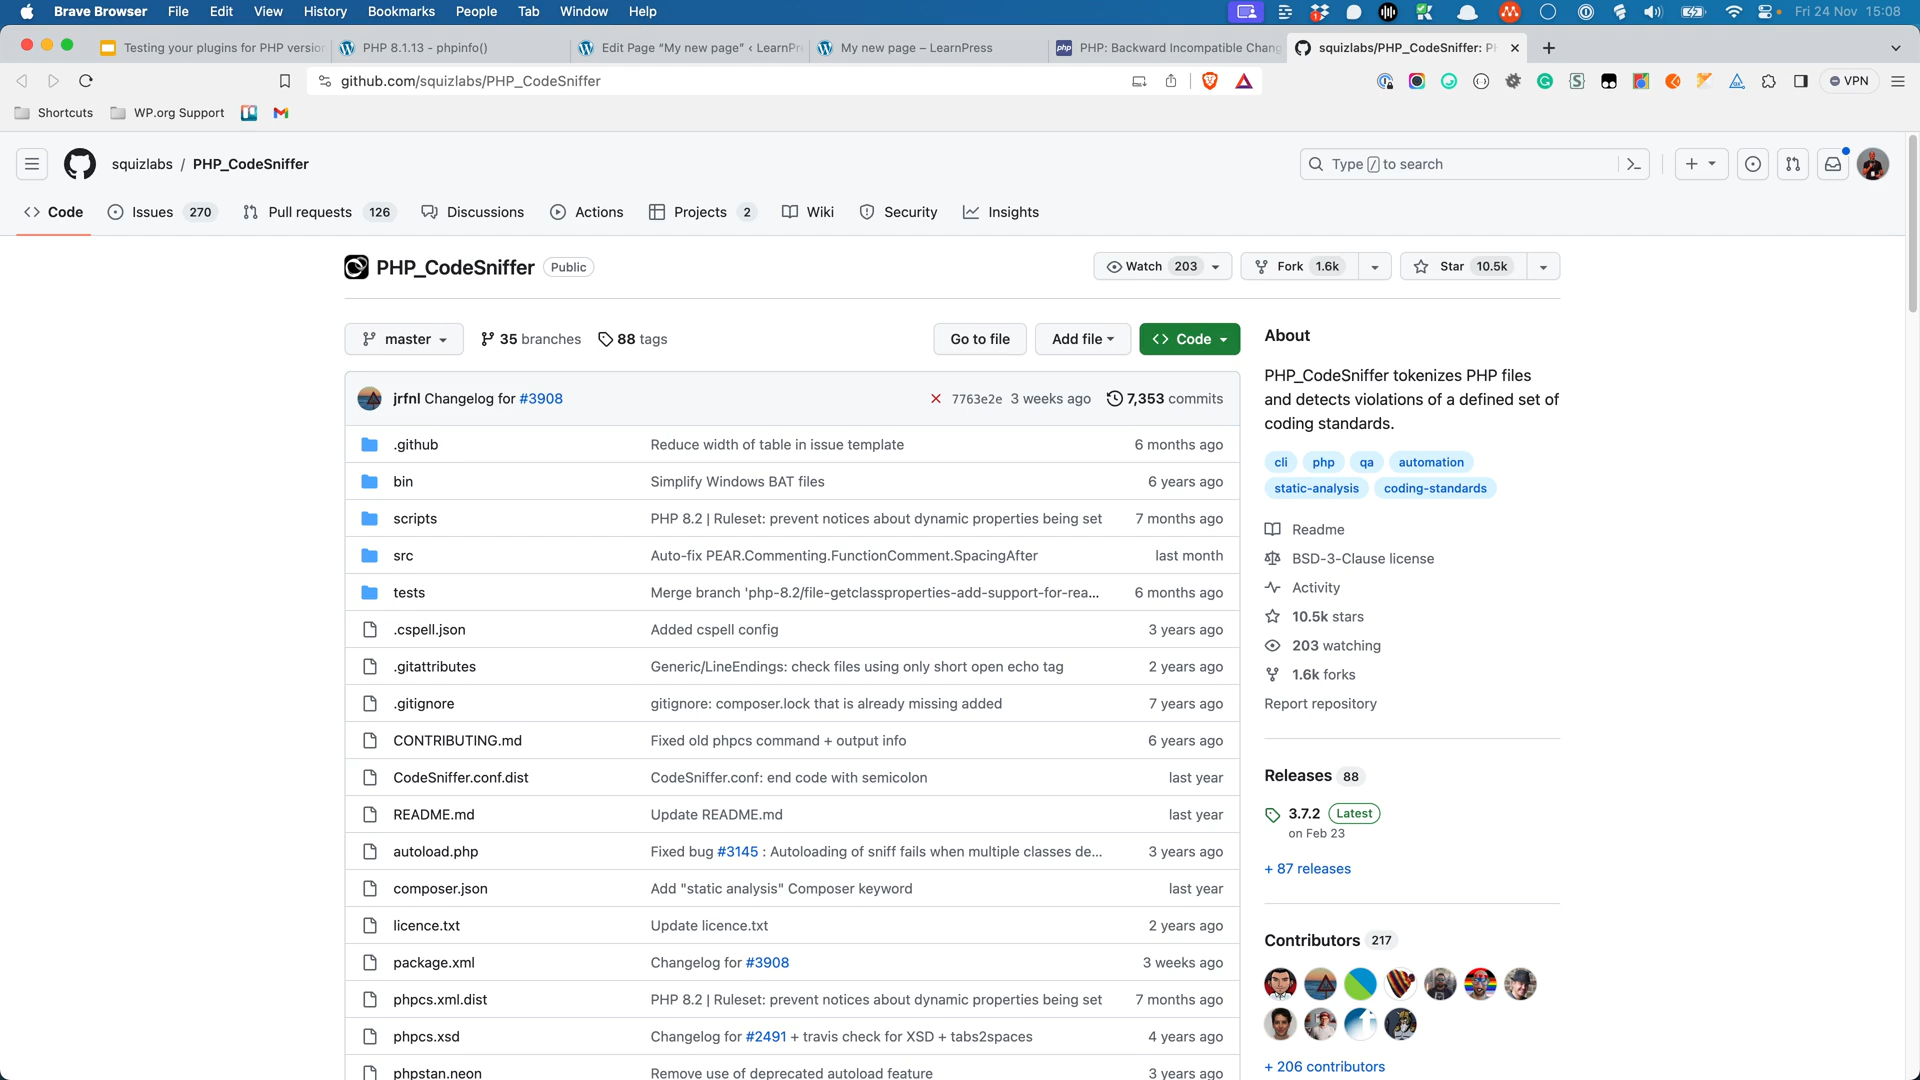 Brave Browser File Edit View History Bookmarks People Tab Window Help Fri 24 Nov 15:08
Testing your plugins for PHP version PHP 8.1.13 - phpinfo() Edit Page “My new page” ‹ LearnPr My new page – LearnPress PHP: Backward Incompatible Chang squizlabs/PHP_CodeSniffer: P
github.com/squizlabs/PHP_CodeSniffer VPN
Shortcuts WP.org Support
squizlabs / PHP_CodeSniffer Type / to search
Code Issues 270 Pull requests 126 Discussions Actions Projects 2 Wiki Security Insights
PHP_CodeSniffer Public Watch 203 Fork 1.6k Star 10.5k
master 35 branches 88 tags Go to file Add file Code
jrfnl Changelog for #3908 7763e2e 3 weeks ago 7,353 commits
.github Reduce width of table in issue template 6 months ago
bin Simplify Windows BAT files 6 years ago
scripts PHP 8.2 | Ruleset: prevent notices about dynamic properties being set 7 months ago
src Auto-fix PEAR.Commenting.FunctionComment.SpacingAfter last month
tests Merge branch 'php-8.2/file-getclassproperties-add-support-for-rea... 6 months ago
.cspell.json Added cspell config 3 years ago
.gitattributes Generic/LineEndings: check files using only short open echo tag 2 years ago
.gitignore gitignore: composer.lock that is already missing added 7 years ago
CONTRIBUTING.md Fixed old phpcs command + output info 6 years ago
CodeSniffer.conf.dist CodeSniffer.conf: end code with semicolon last year
README.md Update README.md last year
autoload.php Fixed bug #3145 : Autoloading of sniff fails when multiple classes de... 3 years ago
composer.json Add "static analysis" Composer keyword last year
licence.txt Update licence.txt 2 years ago
package.xml Changelog for #3908 3 weeks ago
phpcs.xml.dist PHP 8.2 | Ruleset: prevent notices about dynamic properties being set 7 months ago
phpcs.xsd Changelog for #2491 + travis check for XSD + tabs2spaces 4 years ago
phpstan.neon Remove use of deprecated autoload feature 3 years ago
About
PHP_CodeSniffer tokenizes PHP files
and detects violations of a defined set of
coding standards.
cli php qa automation
static-analysis coding-standards
Readme
BSD-3-Clause license
Activity
10.5k stars
203 watching
1.6k forks
Report repository
Releases 88
3.7.2 Latest
on Feb 23
+ 87 releases
Contributors 217
+ 206 contributors